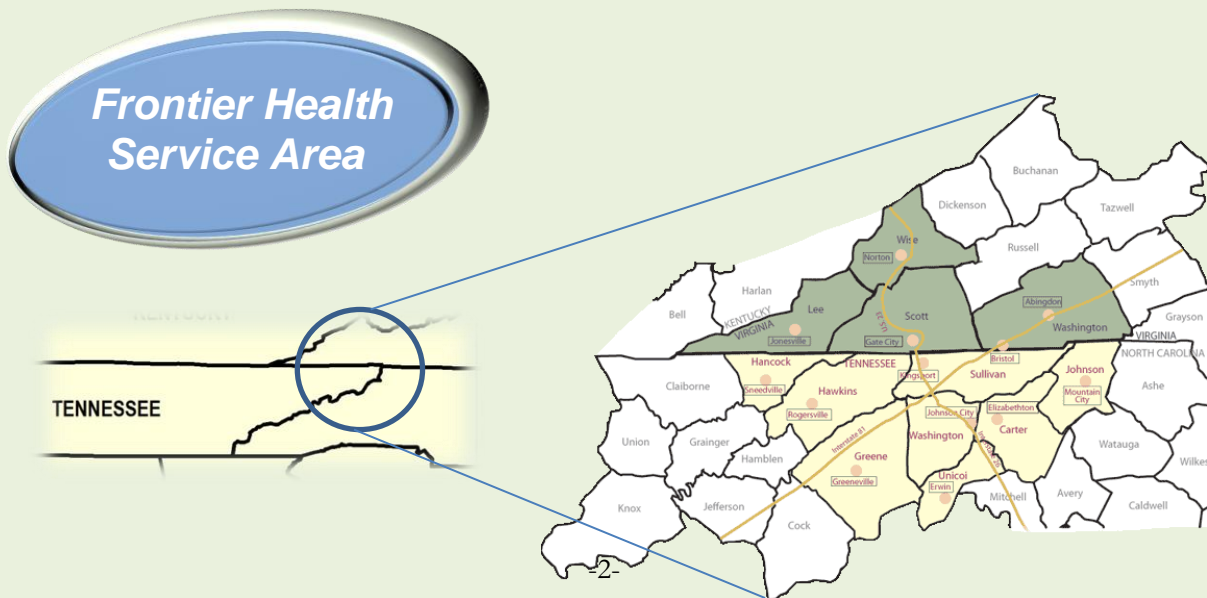 Frontier Health
Service Area
Buchanan
Dickenson
Tazwell
Wise
Norton
Russell
Smyth
Harlan
Abingdon
Grayson
Bell
KENTUCKY
VIRGINIA
Lee
Scott
U.S. 23
Washington
VIRGINIA
Jonesville
Gate City
Bristol
NORTH CAROLINA
Hancock
TENNESSEE
Kingsport
Sullivan
Johnson
Claiborne
Sneedville
Hawkins
Mountain
City
Ashe
Rogersville
Johnson City
Elizabethton
TENNESSEE
Union
Grainger
Hamblen
Interstate 81
Washington
Interstate 26
Carter
Watauga
Greene
Wilkes
Greeneville
Unicoi
Erwin
Mitchell
Avery
Caldwell
Knox
Jefferson
Cock
-2-